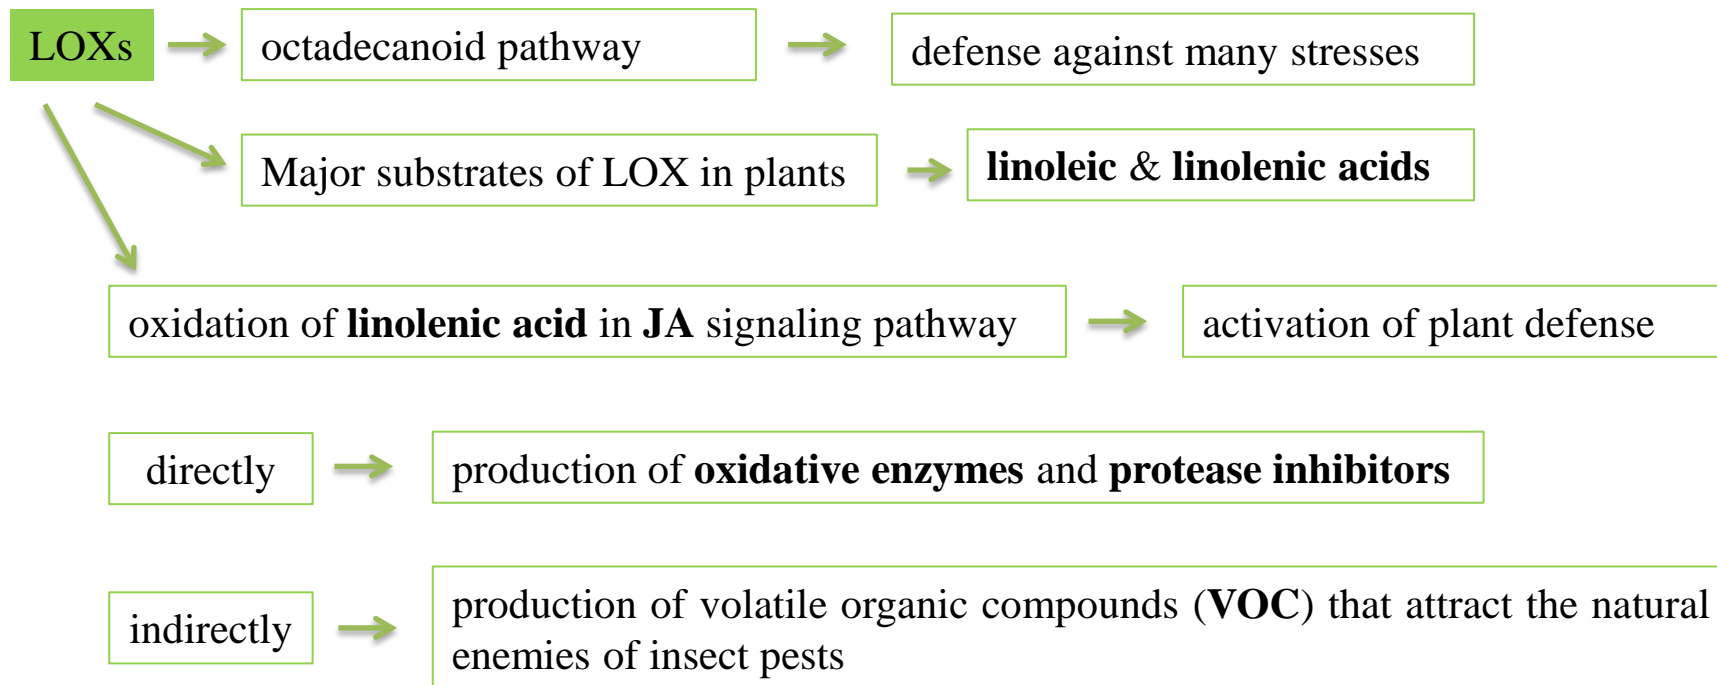 LOXs
octadecanoid pathway
defense against many stresses
Major substrates of LOX in plants
linoleic & linolenic acids
oxidation of linolenic acid in JA signaling pathway
activation of plant defense
directly
production of oxidative enzymes and protease inhibitors
indirectly
production of volatile organic compounds (VOC) that attract the natural
enemies of insect pests